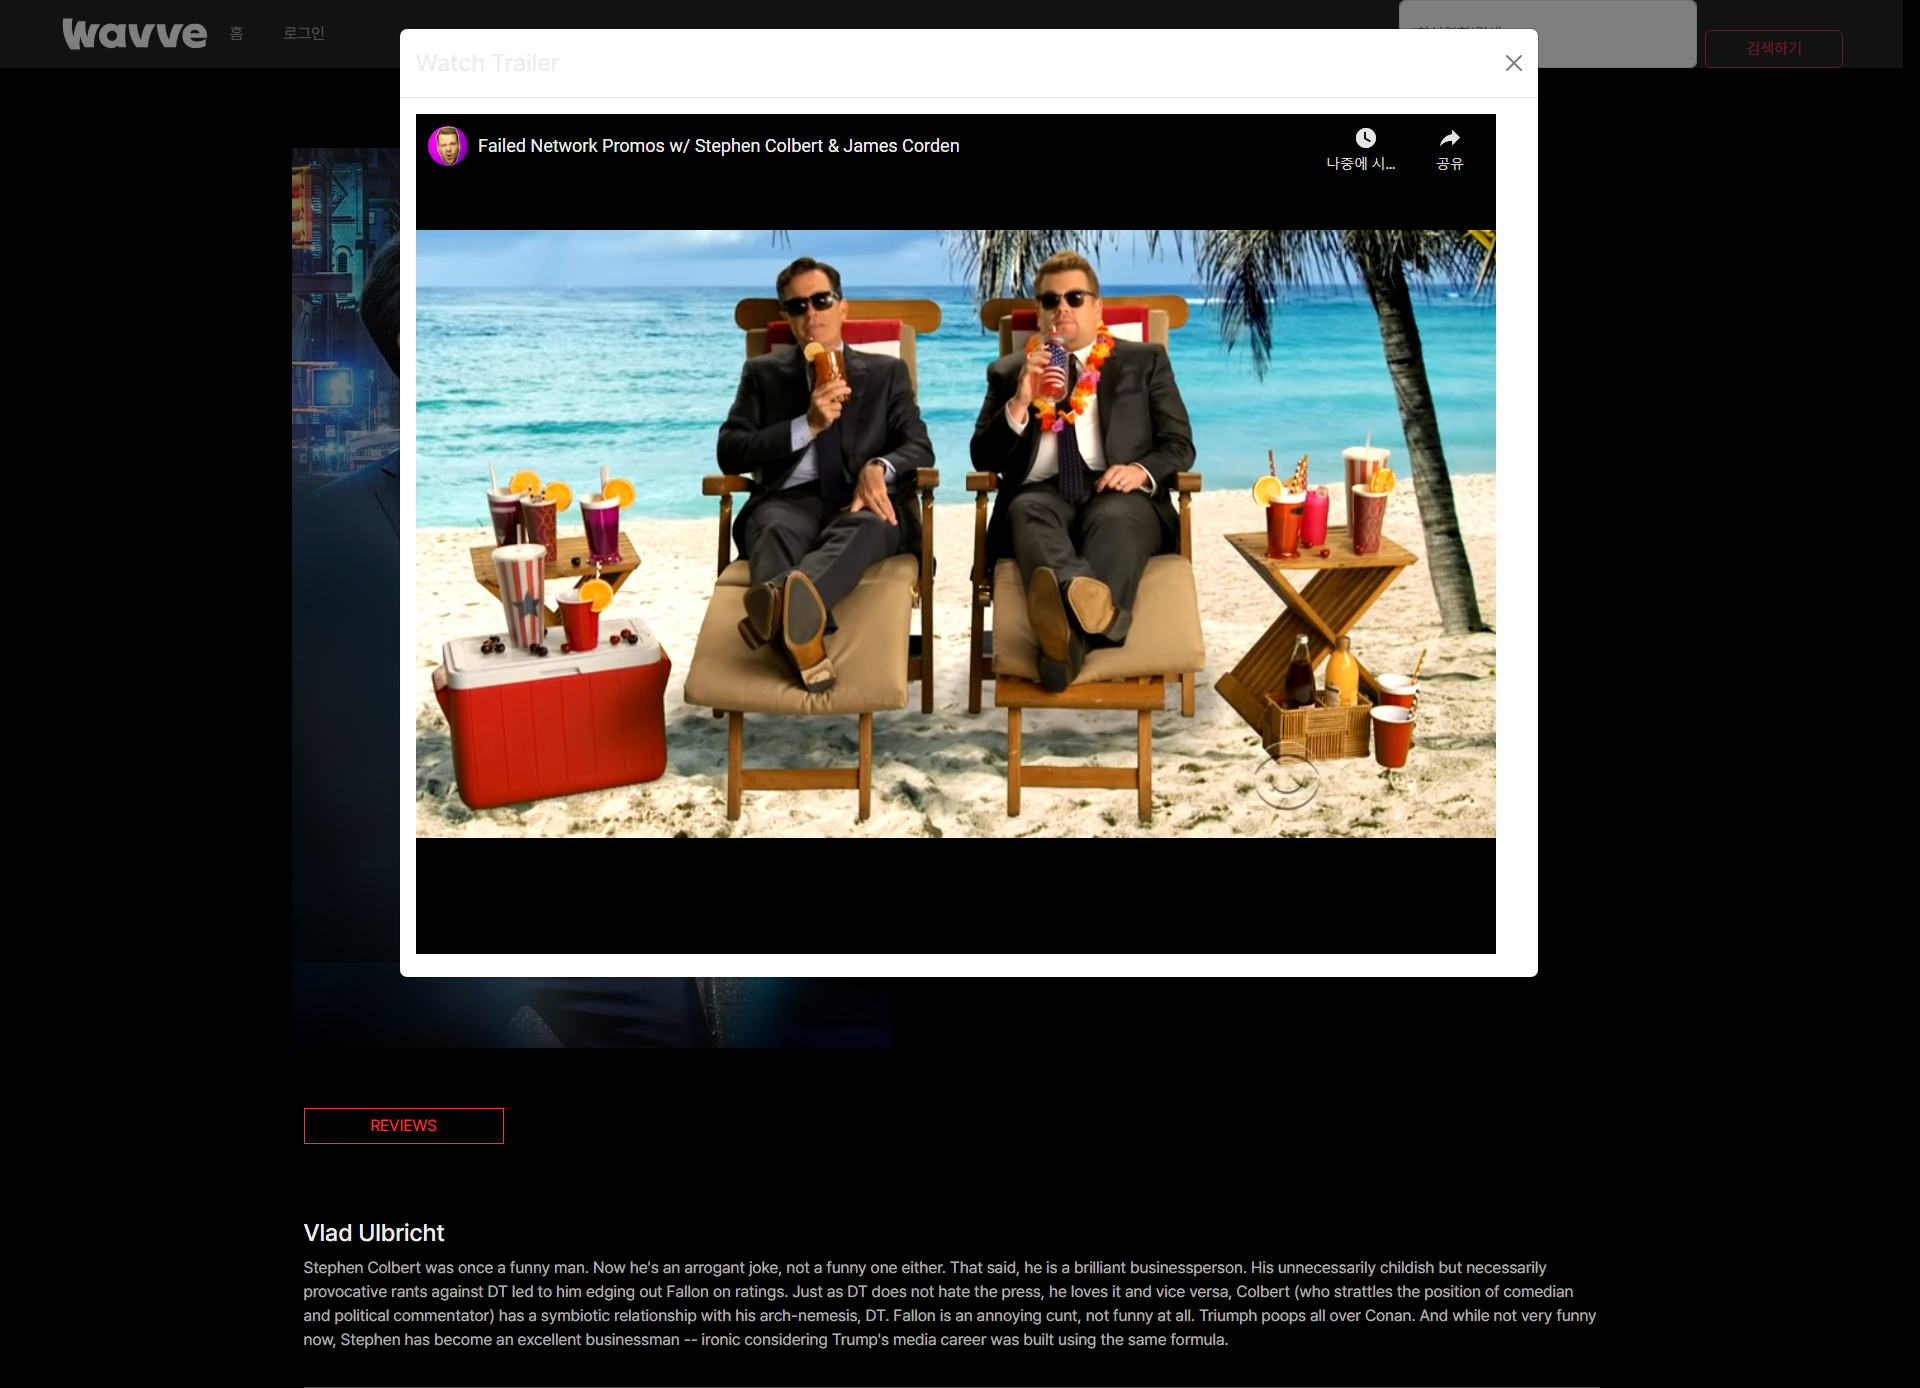 wavve
홈
로그인
검색하기
Watch Trailer
Failed Network Promos w/ Stephen Colbert & James Corden
나중에 시...
공유
REVIEWS
Vlad Ulbricht
Stephen Colbert was once a funny man. Now he's an arrogant joke, not a funny one either. That said, he is a brilliant businessperson. His unnecessarily childish but necessarily
provocative rants against DT led to him edging out Fallon on ratings. Just as DT does not hate the press, he loves it and vice versa, Colbert (who strattles the position of comedian
and political commentator) has a symbiotic relationship with his arch-nemesis, DT. Fallon is an annoying cunt, not funny at all. Triumph poops all over Conan. And while not very funny
now, Stephen has become an excellent businessman -- ironic considering Trump's media career was built using the same formula.